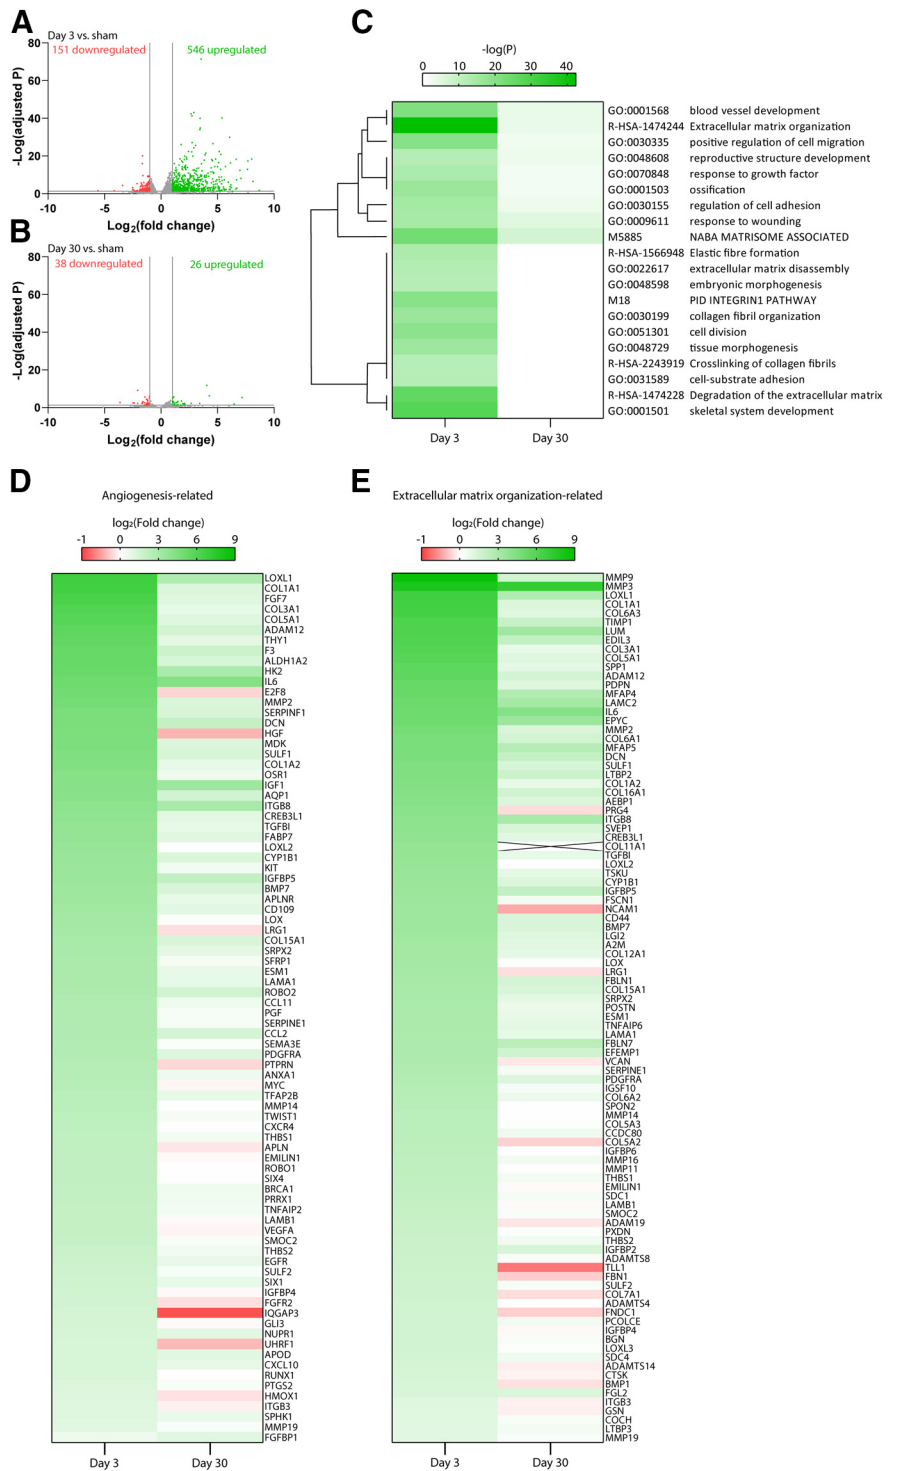 A
Day 3 vs. sham
151 downregulated
546 upregulated
80
60
40
20
0
-10
-5
0
5
10
-Log(adjusted P)
Log₂(fold change)
B
Day 30 vs. sham
38 downregulated
26 upregulated
80
60
40
20
0
-10
-5
0
5
10
-Log(adjusted P)
Log₂(fold change)
C
-log(P)
0 10 20 30 40
GO:0001568 blood vessel development
R-HSA-1474244 Extracellular matrix organization
GO:0030335 positive regulation of cell migration
GO:0048608 reproductive structure development
GO:0070848 response to growth factor
GO:0001503 ossification
GO:0030155 regulation of cell adhesion
GO:0009611 response to wounding
M5885 NABA MATRISOME ASSOCIATED
R-HSA-1566948 Elastic fibre formation
GO:0022617 extracellular matrix disassembly
GO:0048598 embryonic morphogenesis
M18 PID INTEGRIN1 PATHWAY
GO:0030199 collagen fibril organization
GO:0051301 cell division
GO:0048729 tissue morphogenesis
R-HSA-2243919 Crosslinking of collagen fibrils
GO:0031589 cell-substrate adhesion
R-HSA-1474228 Degradation of the extracellular matrix
GO:0001501 skeletal system development
Day 3 Day 30
D
Angiogenesis-related
log₂(Fold change)
-1 0 3 6 9
LOXL1
COL1A1
FGF7
COL3A1
COL5A1
ADAM12
THY1
F3
ALDH1A2
HK2
IL6
E2F8
MMP2
SERPINF1
DCN
HGF
MDK
SULF1
COL1A2
OSR1
IGF1
AQP1
ITGB8
CREB3L1
TGFBI
FABP7
LOXL2
CYP1B1
KIT
IGFBP5
BMP7
APLNR
CD109
LOX
LRG1
COL15A1
SRPX2
SFRP1
ESM1
LAMA1
ROBO2
CCL11
PGF
SERPINE1
CCL2
SEMA3E
PDGFRA
PTPRN
ANXA1
MYC
TFAP2B
MMP14
TWIST1
CXCR4
THBS1
APLN
EMILIN1
ROBO1
SIX4
BRCA1
PRRX1
TNFAIP2
LAMB1
VEGFA
SMOC2
THBS2
EGFR
SULF2
SIX1
IGFBP4
FGFR2
IQGAP3
GLI3
NUPR1
UHRF1
APOD
CXCL10
RUNX1
PTGS2
HMOX1
ITGB3
SPHK1
MMP19
FGFBP1
Day 3 Day 30
E
Extracellular matrix organization-related
log₂(Fold change)
-1 0 3 6 9
MMP9
MMP3
LOXL1
COL1A1
COL6A3
TIMP1
LUM
EDIL3
COL3A1
COL5A1
SPP1
ADAM12
PDPN
MFAP4
LAMC2
IL6
EPYC
MMP2
COL6A1
MFAP5
DCN
SULF1
LTBP2
COL1A2
COL16A1
AEBP1
PRG4
ITGB8
SVEP1
CREB3L1
COL11A1
TGFBI
LOXL2
TSKU
CYP1B1
IGFBP5
FSCN1
NCAM1
CD44
BMP7
LGI2
A2M
COL12A1
LOX
LRG1
FBLN1
COL15A1
SRPX2
POSTN
ESM1
TNFAIP6
LAMA1
FBLN7
EFEMP1
VCAN
SERPINE1
PDGFRA
IGSF10
COL6A2
SPON2
MMP14
COL5A3
CCDC80
COL5A2
IGFBP6
MMP16
MMP11
THBS1
EMILIN1
SDC1
LAMB1
SMOC2
ADAM19
PXDN
THBS2
IGFBP2
ADAMTS8
TLL1
FBN1
SULF2
COL7A1
ADAMTS4
FNDC1
PCOLCE
IGFBP4
BGN
LOXL3
SDC4
ADAMTS14
CTSK
BMP1
FGL2
ITGB3
GSN
COCH
LTBP3
MMP19
Day 3 Day 30